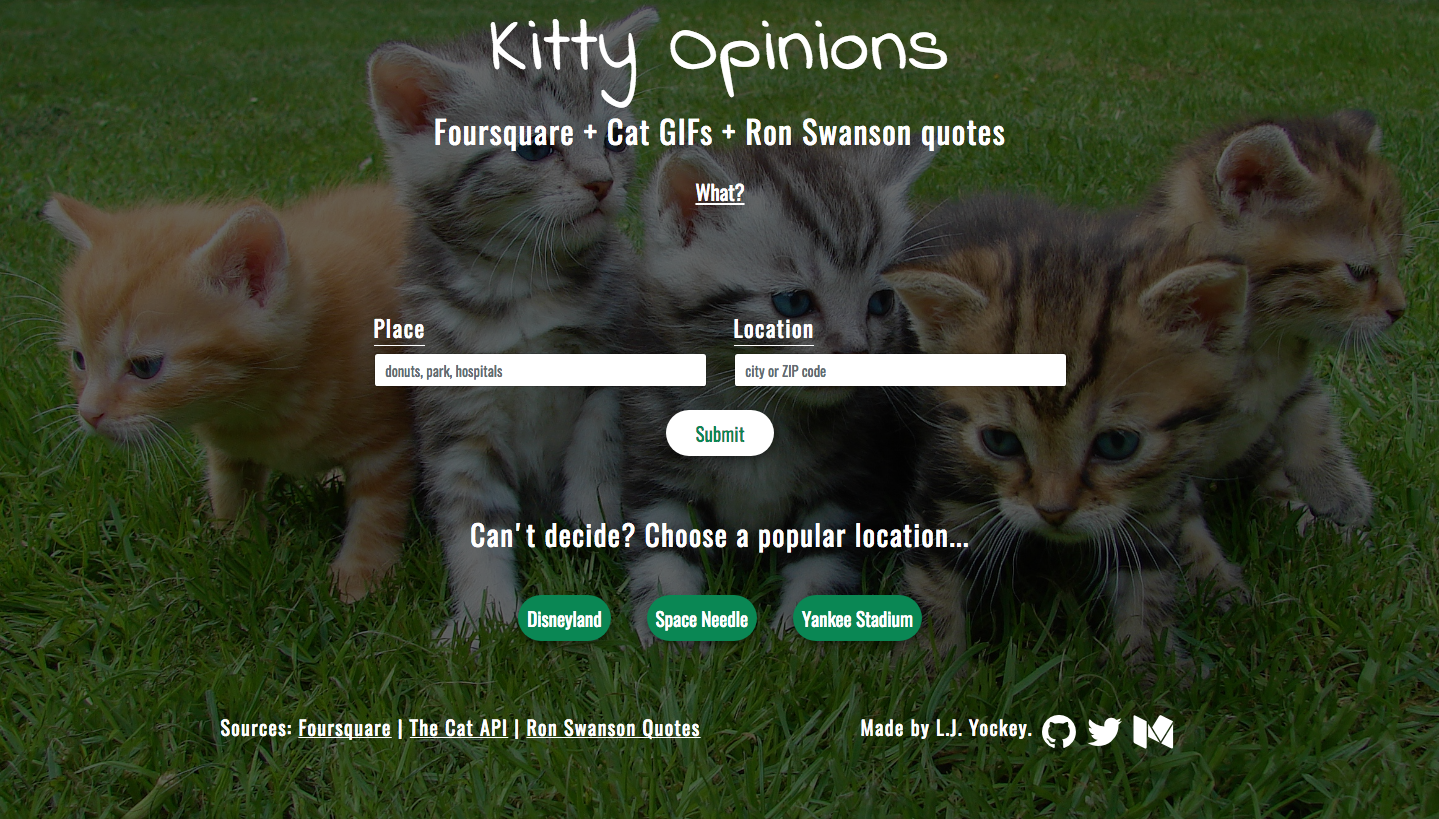 Kitty Opinions
Foursquare + Cat GIFs + Ron Swanson quotes
What?
Place
Location
donuts, park, hospitals
city or ZIP code
Submit
Can't decide? Choose a popular location...
Disneyland
Space Needle
Yankee Stadium
Sources: Foursquare | The Cat API | Ron Swanson Quotes
Made by L.J. Yockey.